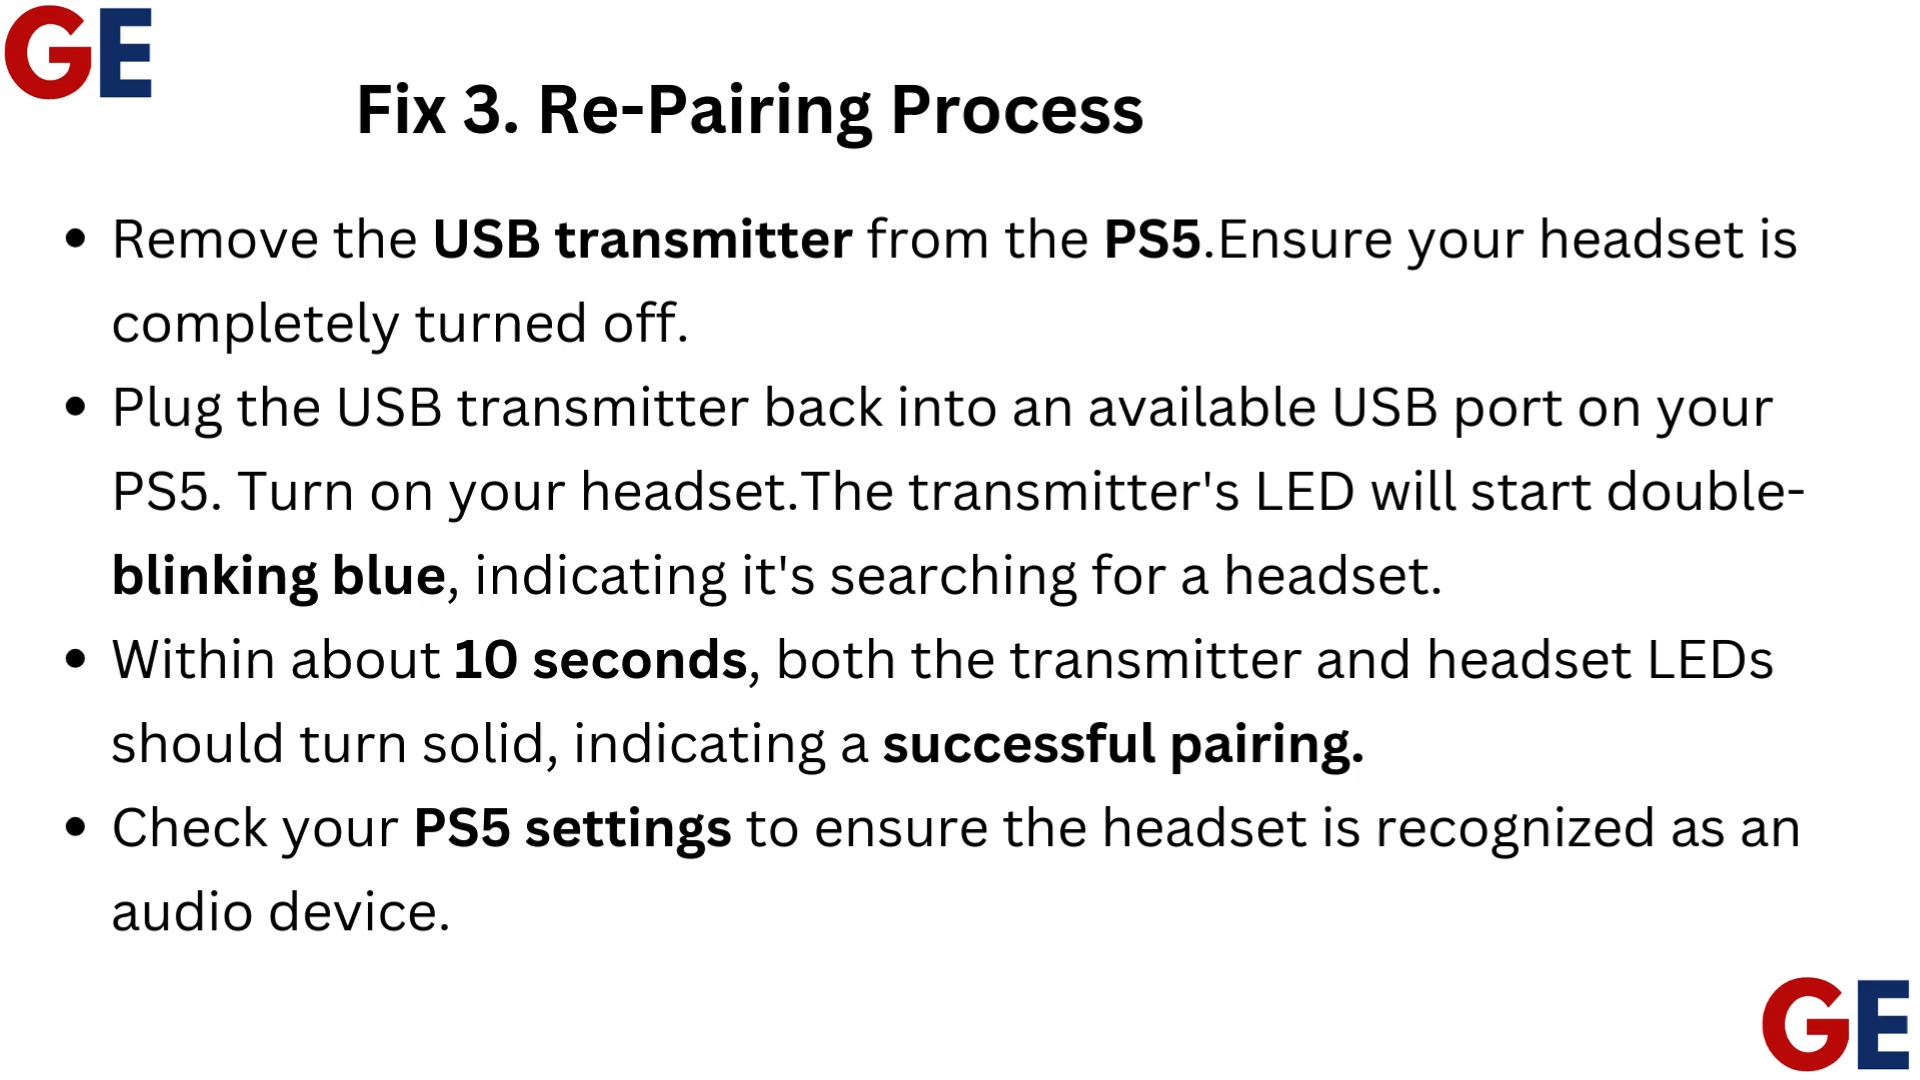 GE
Fix 3. Re-Pairing Process
• Remove the USB transmitter from the PS5.Ensure your headset is
completely turned off.
• Plug the USB transmitter back into an available USB port on your
PS5. Turn on your headset.The transmitter's LED will start double-
blinking blue, indicating it's searching for a headset.
• Within about 10 seconds, both the transmitter and headset LEDs
should turn solid, indicating a successful pairing.
• Check your PS5 settings to ensure the headset is recognized as an
audio device.
GE